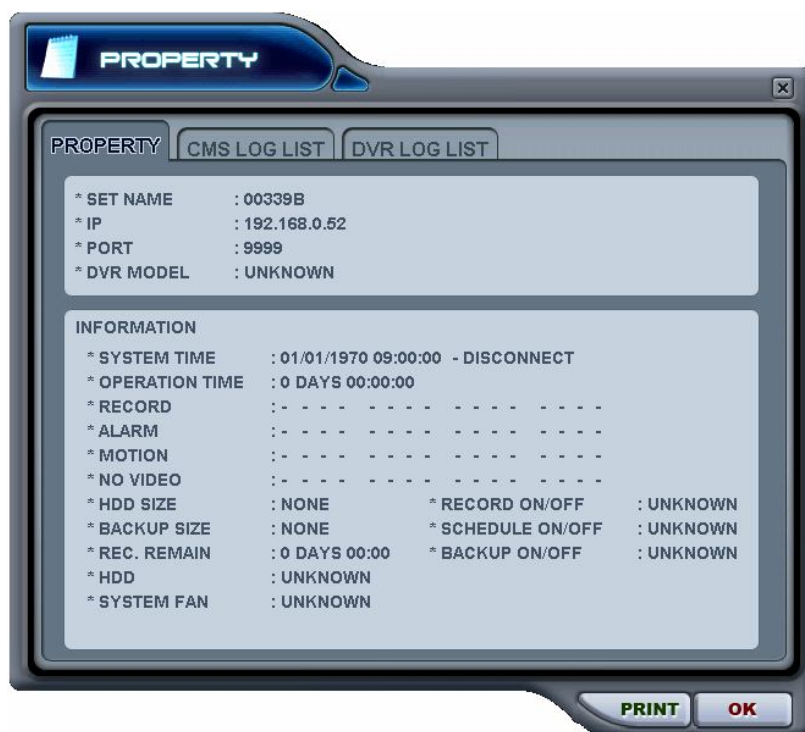 PROPERTY
PROPERTY CMS LOG LIST DVR LOG LIST
* SET NAME : 00339B
* IP : 192.168.0.52
* PORT : 9999
* DVR MODEL : UNKNOWN
INFORMATION
* SYSTEM TIME : 01/01/1970 09:00:00 - DISCONNECT
* OPERATION TIME : 0 DAYS 00:00:00
* RECORD : - - - - - - - - - - - - - - - -
* ALARM : - - - - - - - - - - - - - - - -
* MOTION : - - - - - - - - - - - - - - - -
* NO VIDEO : - - - - - - - - - - - - - - - -
* HDD SIZE : NONE * RECORD ON/OFF : UNKNOWN
* BACKUP SIZE : NONE * SCHEDULE ON/OFF : UNKNOWN
* REC. REMAIN : 0 DAYS 00:00 * BACKUP ON/OFF : UNKNOWN
* HDD : UNKNOWN
* SYSTEM FAN : UNKNOWN
PRINT OK